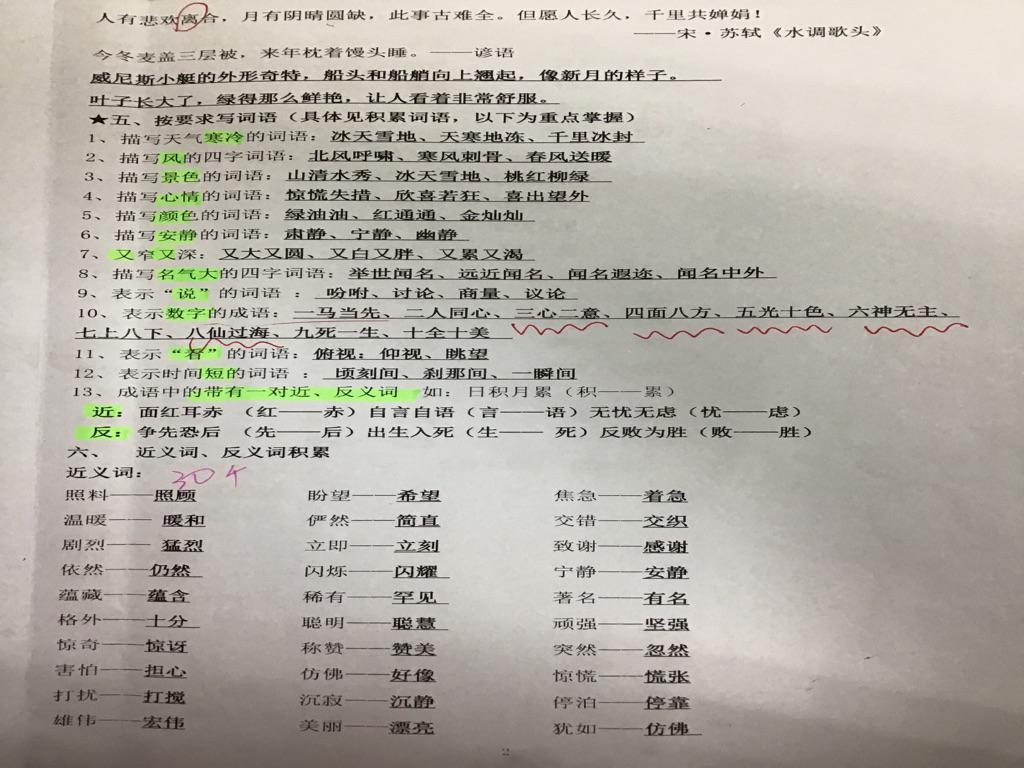 人有悲欢离合，月有阴晴圆缺，此事古难全。但愿人长久，千里共婵娟！
——宋·苏轼《水调歌头》
今冬麦盖三层被，来年枕着馒头睡。——谚语
威尼斯小艇的外形奇特，船头和船艄向上翘起，像新月的样子。
叶子长大了，绿得那么鲜艳，让人看着非常舒服。
★五、按要求写词语（具体见积累词语，以下为重点掌握）
1、描写天气寒冷的词语：冰天雪地、天寒地冻、千里冰封
2、描写风的四字词语：北风呼啸、寒风刺骨、春风送暖
3、描写景色的词语：山清水秀、冰天雪地、桃红柳绿
4、描写心情的词语：惊慌失措、欣喜若狂、喜出望外
5、描写颜色的词语：绿油油、红通通、金灿灿
6、描写安静的词语：肃静、宁静、幽静
7、又窄又深：又大又圆、又白又胖、又累又渴
8、描写名气大的四字词语：举世闻名、远近闻名、闻名遐迩、闻名中外
9、表示“说”的词语：吩咐、讨论、商量、议论
10、表示数字的成语：一马当先、二人同心、三心二意、四面八方、五光十色、六神无主、
七上八下、八仙过海、九死一生、十全十美
11、表示“看”的词语：俯视：仰视、眺望
12、表示时间短的词语：顷刻间、刹那间、一瞬间
13、成语中的带有一对近、反义词 如：日积月累（积——累）
近：面红耳赤（红——赤）自言自语（言——语）无忧无虑（忧——虑）
反：争先恐后（先——后）出生入死（生—— 死）反败为胜（败——胜）
六、 近义词、反义词积累
近义词： 30个
照料——照顾 盼望——希望 焦急——着急
温暖—— 暖和 俨然——简直 交错——交织
剧烈—— 猛烈 立即——立刻 致谢——感谢
依然——仍然 闪烁——闪耀 宁静——安静
蕴藏——蕴含 稀有——罕见 著名——有名
格外——十分 聪明——聪慧 顽强——坚强
惊奇——惊讶 称赞——赞美 突然——忽然
害怕——担心 仿佛——好像 惊慌——慌张
打扰——打搅 沉寂——沉静 停泊——停靠
雄伟——宏伟 美丽——漂亮 犹如——仿佛
2